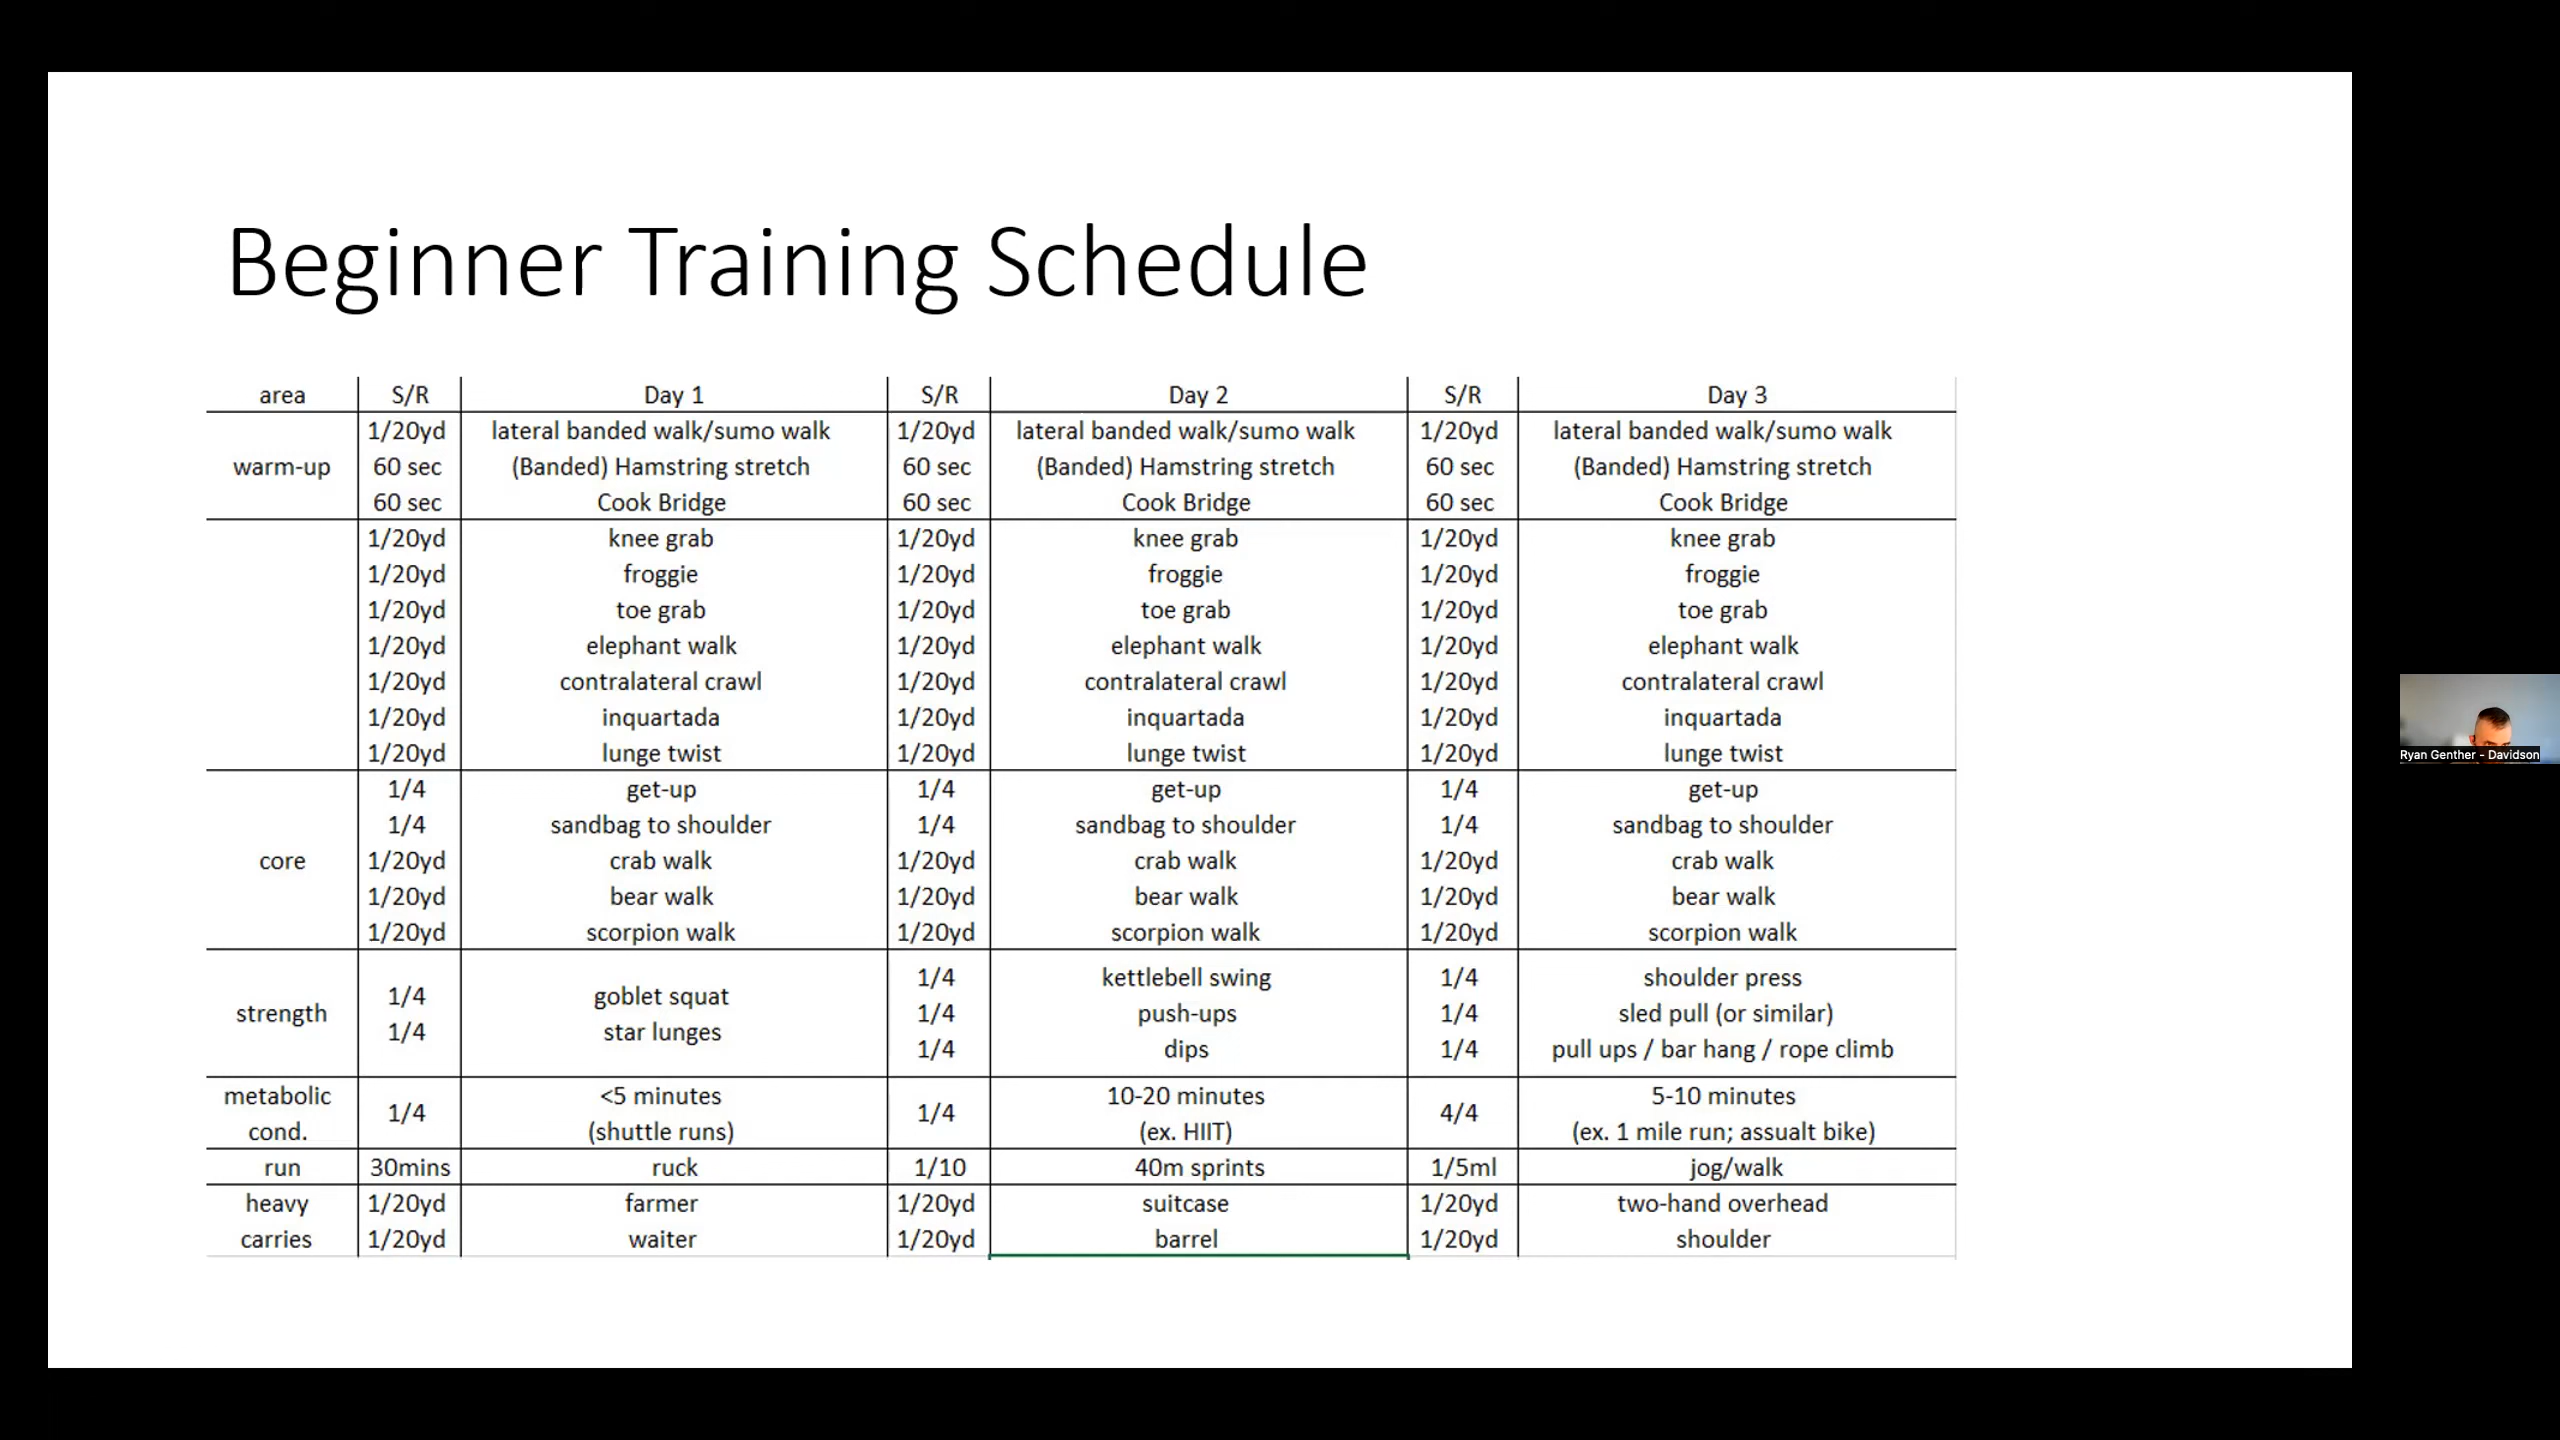 Beginner Training Schedule
area S/R Day 1 S/R Day 2 S/R Day 3
1/20yd lateral banded walk/sumo walk 1/20yd lateral banded walk/sumo walk 1/20yd lateral banded walk/sumo walk
warm-up 60 sec (Banded) Hamstring stretch 60 sec (Banded) Hamstring stretch 60 sec (Banded) Hamstring stretch
60 sec Cook Bridge 60 sec Cook Bridge 60 sec Cook Bridge
1/20yd knee grab 1/20yd knee grab 1/20yd knee grab
1/20yd froggie 1/20yd froggie 1/20yd froggie
1/20yd toe grab 1/20yd toe grab 1/20yd toe grab
1/20yd elephant walk 1/20yd elephant walk 1/20yd elephant walk
1/20yd contralateral crawl 1/20yd contralateral crawl 1/20yd contralateral crawl
1/20yd inquartada 1/20yd inquartada 1/20yd inquartada
1/20yd lunge twist 1/20yd lunge twist 1/20yd lunge twist
1/4 get-up 1/4 get-up 1/4 get-up
1/4 sandbag to shoulder 1/4 sandbag to shoulder 1/4 sandbag to shoulder
core 1/20yd crab walk 1/20yd crab walk 1/20yd crab walk
1/20yd bear walk 1/20yd bear walk 1/20yd bear walk
1/20yd scorpion walk 1/20yd scorpion walk 1/20yd scorpion walk
1/4 kettlebell swing 1/4 shoulder press
1/4 goblet squat
strength 1/4 push-ups 1/4 sled pull (or similar)
1/4 star lunges
1/4 dips 1/4 pull ups / bar hang / rope climb
metabolic <5 minutes 10-20 minutes 5-10 minutes
1/4 1/4 4/4
cond. (shuttle runs) (ex. HIIT) (ex. 1 mile run; assualt bike)
run 30mins ruck 1/10 40m sprints 1/5ml jog/walk
heavy 1/20yd farmer 1/20yd suitcase 1/20yd two-hand overhead
carries 1/20yd waiter 1/20yd barrel 1/20yd shoulder
Ryan Genther - Davidson